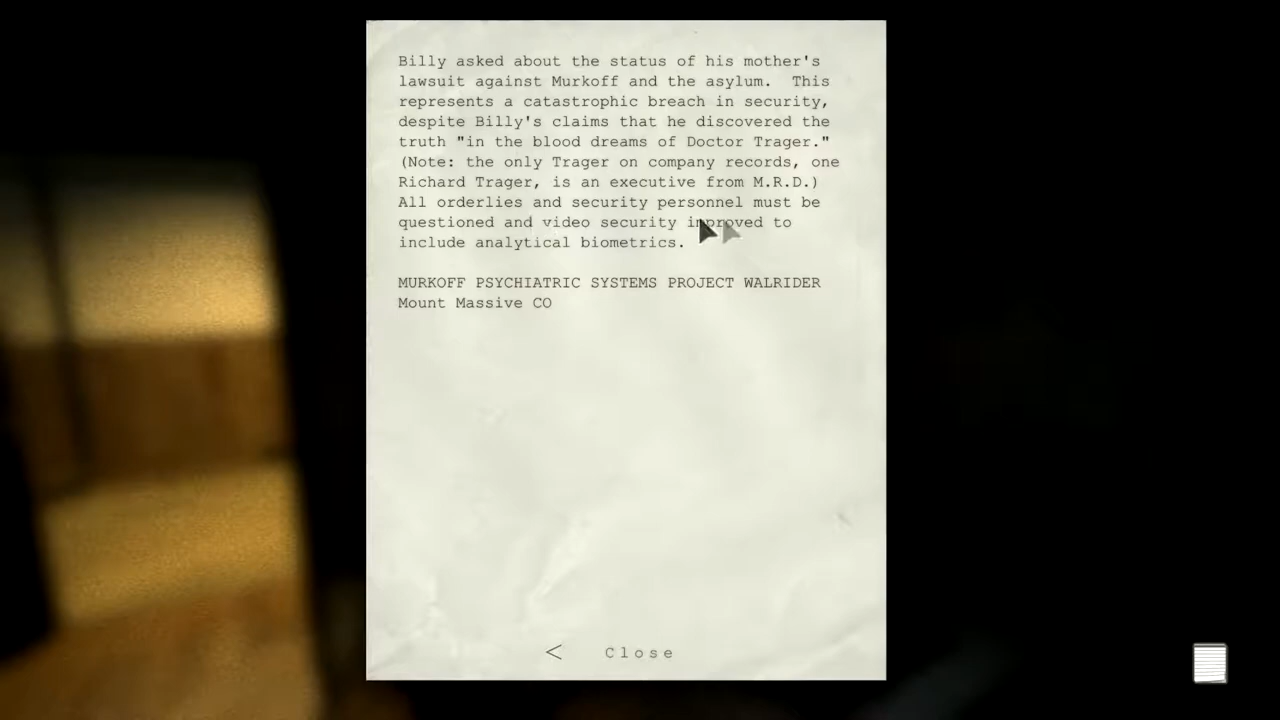 Billy asked about the status of his mother's
lawsuit against Murkoff and the asylum.  This
represents a catastrophic breach in security,
despite Billy's claims that he discovered the
truth "in the blood dreams of Doctor Trager."
(Note: the only Trager on company records, one
Richard Trager, is an executive from M.R.D.)
All orderlies and security personnel must be
questioned and video security improved to
include analytical biometrics.
MURKOFF PSYCHIATRIC SYSTEMS PROJECT WALRIDER
Mount Massive CO
< Close